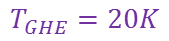 T_GHE = 20K